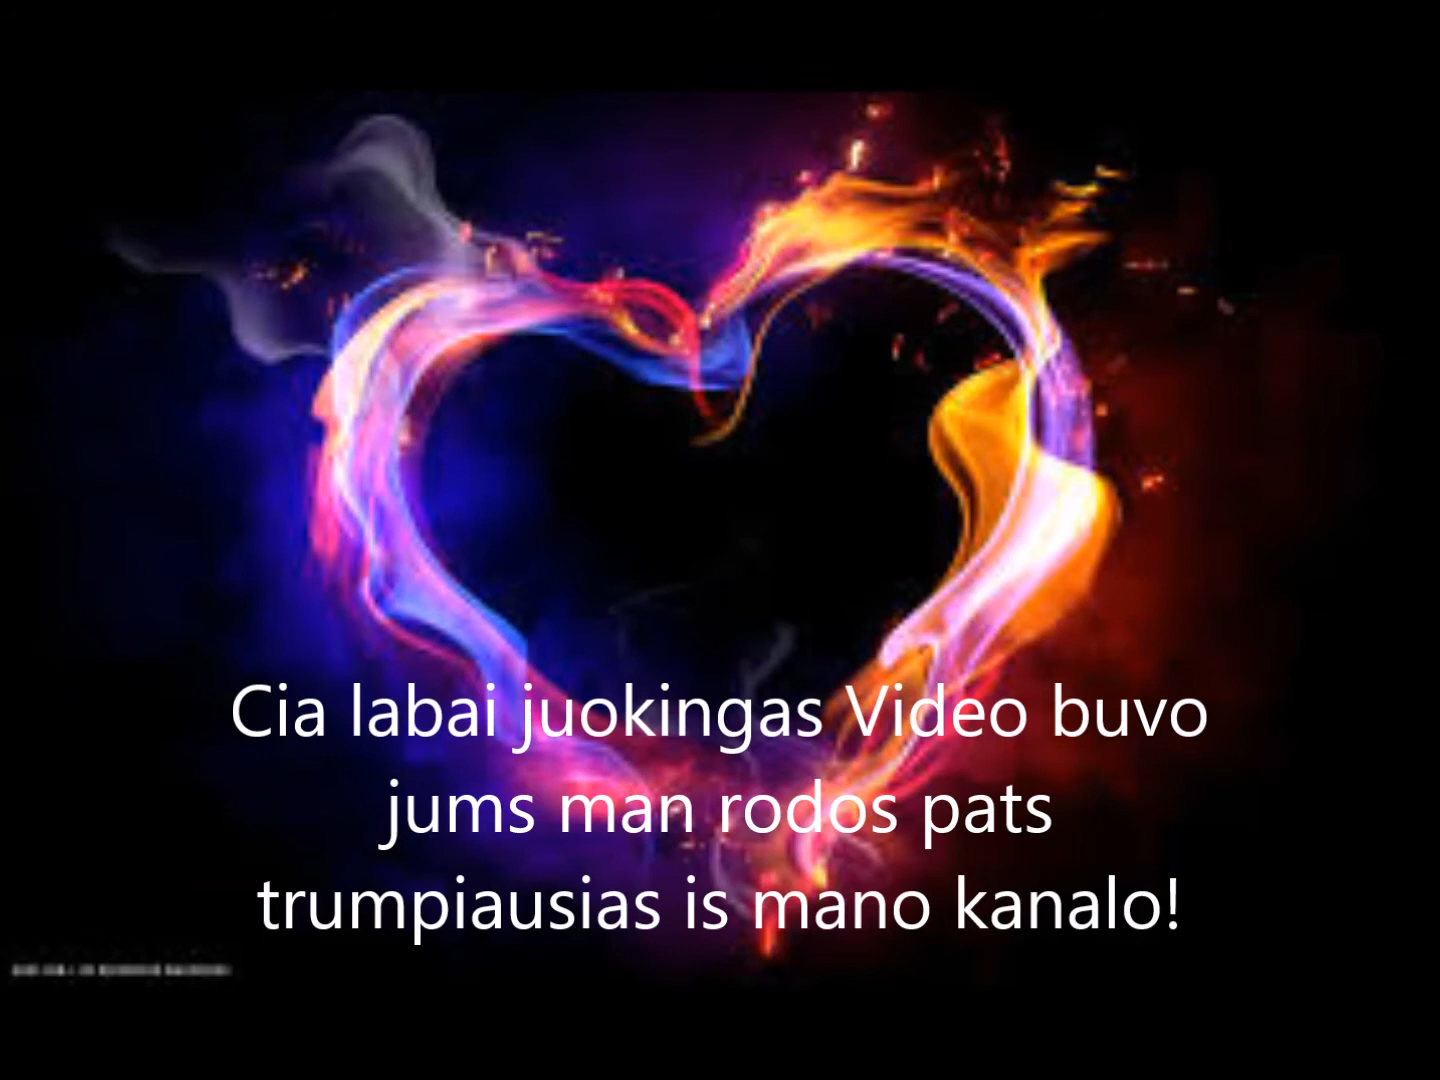 Cia labai juokingas Video buvo
jums man rodos pats
trumpiausias is mano kanalo!